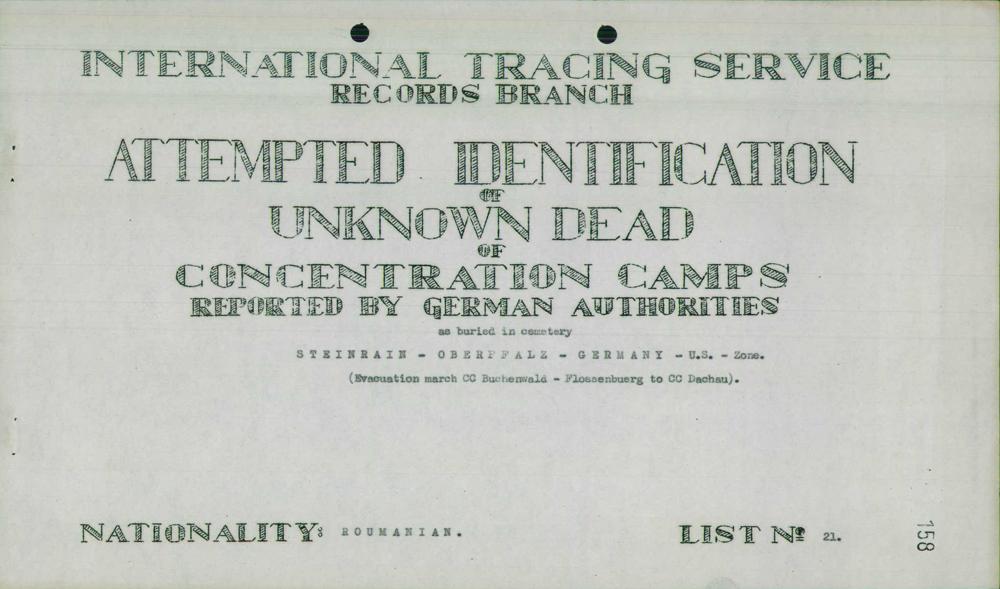 INTERNATIONAL TRACING SERVICE
RECORDS BRANCH
ATTEMPTED IDENTIFICATION
OF
UNKNOWN DEAD
OF
CONCENTRATION CAMPS
REPORTED BY GERMAN AUTHORITIES
as buried in cemetery
STEINRAIN - OBERPFALZ - GERMANY - U.S. - Zone.
(Evacuation march CC Buchenwald - Flossenbuerg to CC Dachau).
NATIONALITY: ROUMANIAN.
LIST Nº 21.
158